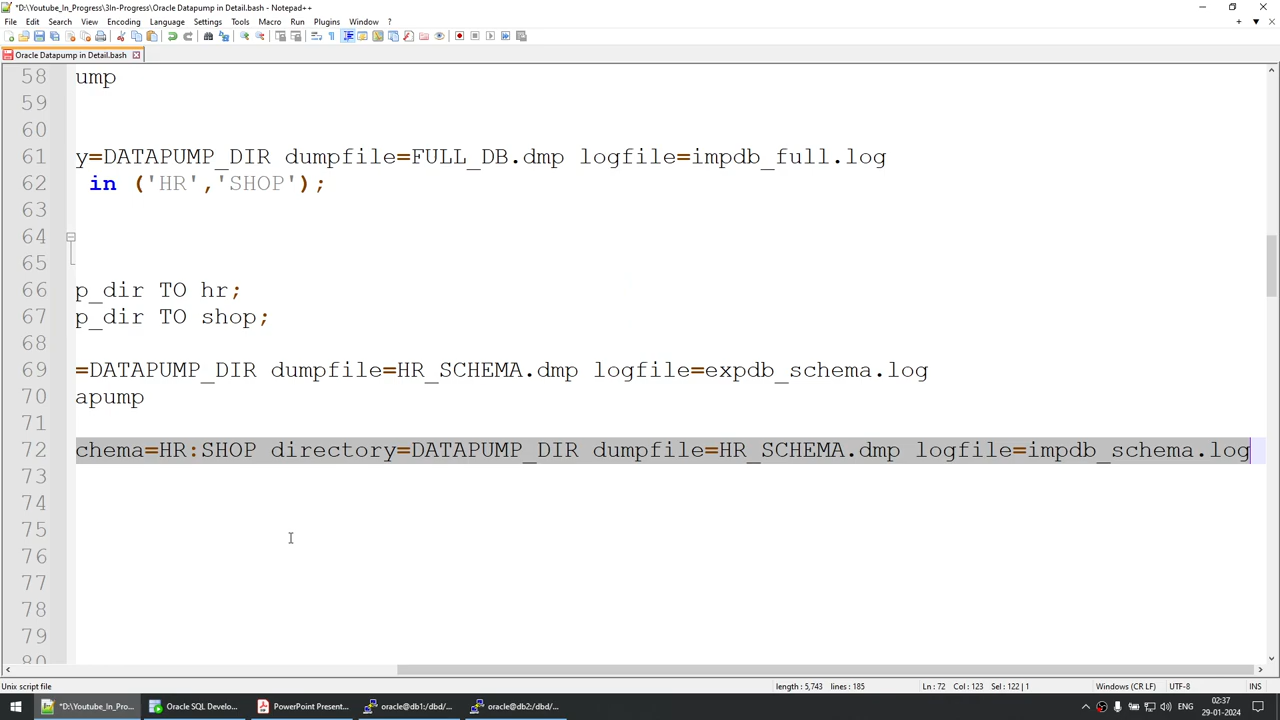 *D:\Youtube_In_Progress\3In-Progress\Oracle Datapump in Detail.bash - Notepad++
File Edit Search View Encoding Language Settings Tools Macro Run Plugins Window ?
Oracle Datapump in Detail.bash
58 ump
59
60
61 y=DATAPUMP_DIR dumpfile=FULL_DB.dmp logfile=impdb_full.log
62 in ('HR','SHOP');
63
64
65
66 p_dir TO hr;
67 p_dir TO shop;
68
69 =DATAPUMP_DIR dumpfile=HR_SCHEMA.dmp logfile=expdb_schema.log
70 apump
71
72 chema=HR:SHOP directory=DATAPUMP_DIR dumpfile=HR_SCHEMA.dmp logfile=impdb_schema.log
73
74
75
76
77
78
79
80
Unix script file length : 5,743 lines : 185 Ln : 72 Col : 123 Sel : 122 | 1 Windows (CR LF) UTF-8 INS
*D:\Youtube_In_Pro... Oracle SQL Develo... PowerPoint Present... oracle@db1:/dbd/... oracle@db2:/dbd/... ENG 02:37
29-01-2024